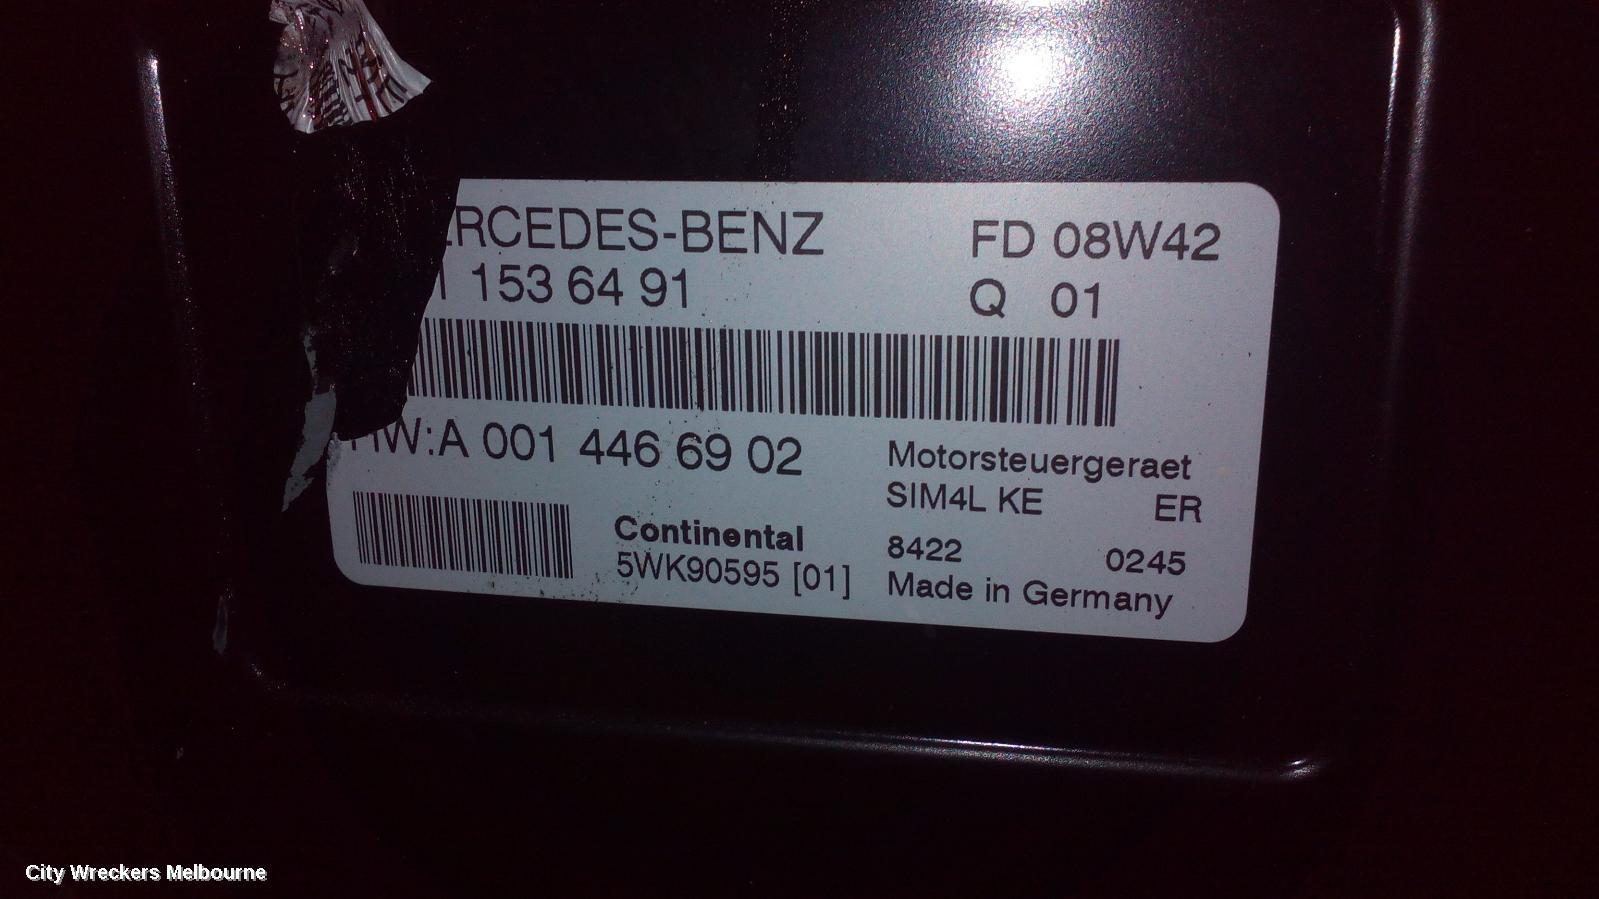 ERCEDES-BENZ FD 08W42
1 153 64 91 Q 01
HW:A 001 446 69 02
Motorsteuergeraet
SIM4L KE ER
Continental
8422 0245
5WK90595 [01]
Made in Germany
City Wreckers Melbourne